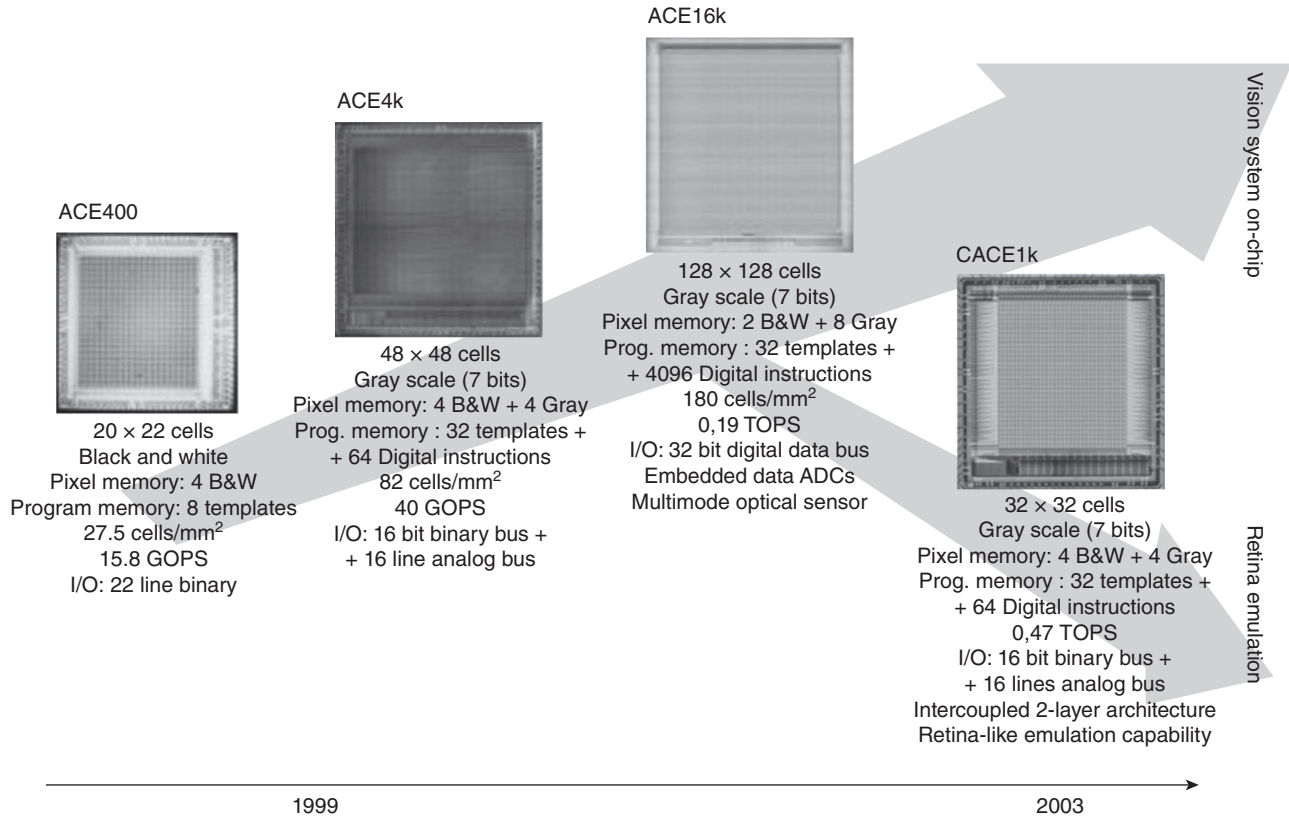 ACE400
20 × 22 cells
Black and white
Pixel memory: 4 B&W
Program memory: 8 templates
27.5 cells/mm²
15.8 GOPS
I/O: 22 line binary
ACE4k
48 × 48 cells
Gray scale (7 bits)
Pixel memory: 4 B&W + 4 Gray
Prog. memory : 32 templates +
+ 64 Digital instructions
82 cells/mm²
40 GOPS
I/O: 16 bit binary bus +
+ 16 line analog bus
ACE16k
128 × 128 cells
Gray scale (7 bits)
Pixel memory: 2 B&W + 8 Gray
Prog. memory : 32 templates +
+ 4096 Digital instructions
180 cells/mm²
0,19 TOPS
I/O: 32 bit digital data bus
Embedded data ADCs
Multimode optical sensor
CACE1k
32 × 32 cells
Gray scale (7 bits)
Pixel memory: 4 B&W + 4 Gray
Prog. memory : 32 templates +
+ 64 Digital instructions
0,47 TOPS
I/O: 16 bit binary bus +
+ 16 lines analog bus
Intercoupled 2-layer architecture
Retina-like emulation capability
Vision system on-chip
Retina emulation
1999
2003